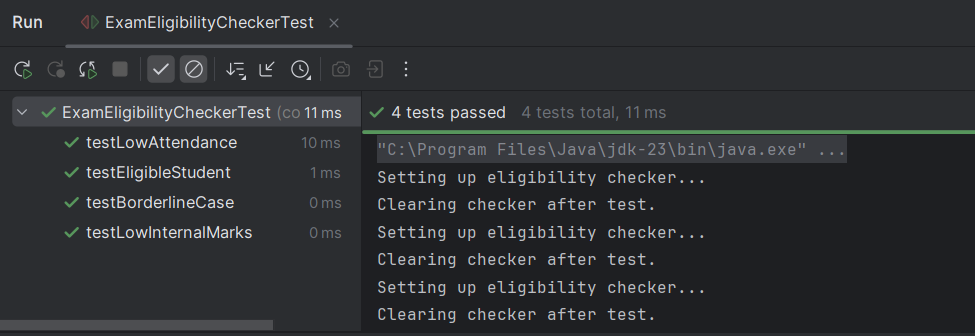 Run ExamEligibilityCheckerTest
ExamEligibilityCheckerTest (co 11 ms
testLowAttendance 10 ms
testEligibleStudent 1 ms
testBorderlineCase 0 ms
testLowInternalMarks 0 ms
4 tests passed 4 tests total, 11 ms
"C:\Program Files\Java\jdk-23\bin\java.exe" ...
Setting up eligibility checker...
Clearing checker after test.
Setting up eligibility checker...
Clearing checker after test.
Setting up eligibility checker...
Clearing checker after test.